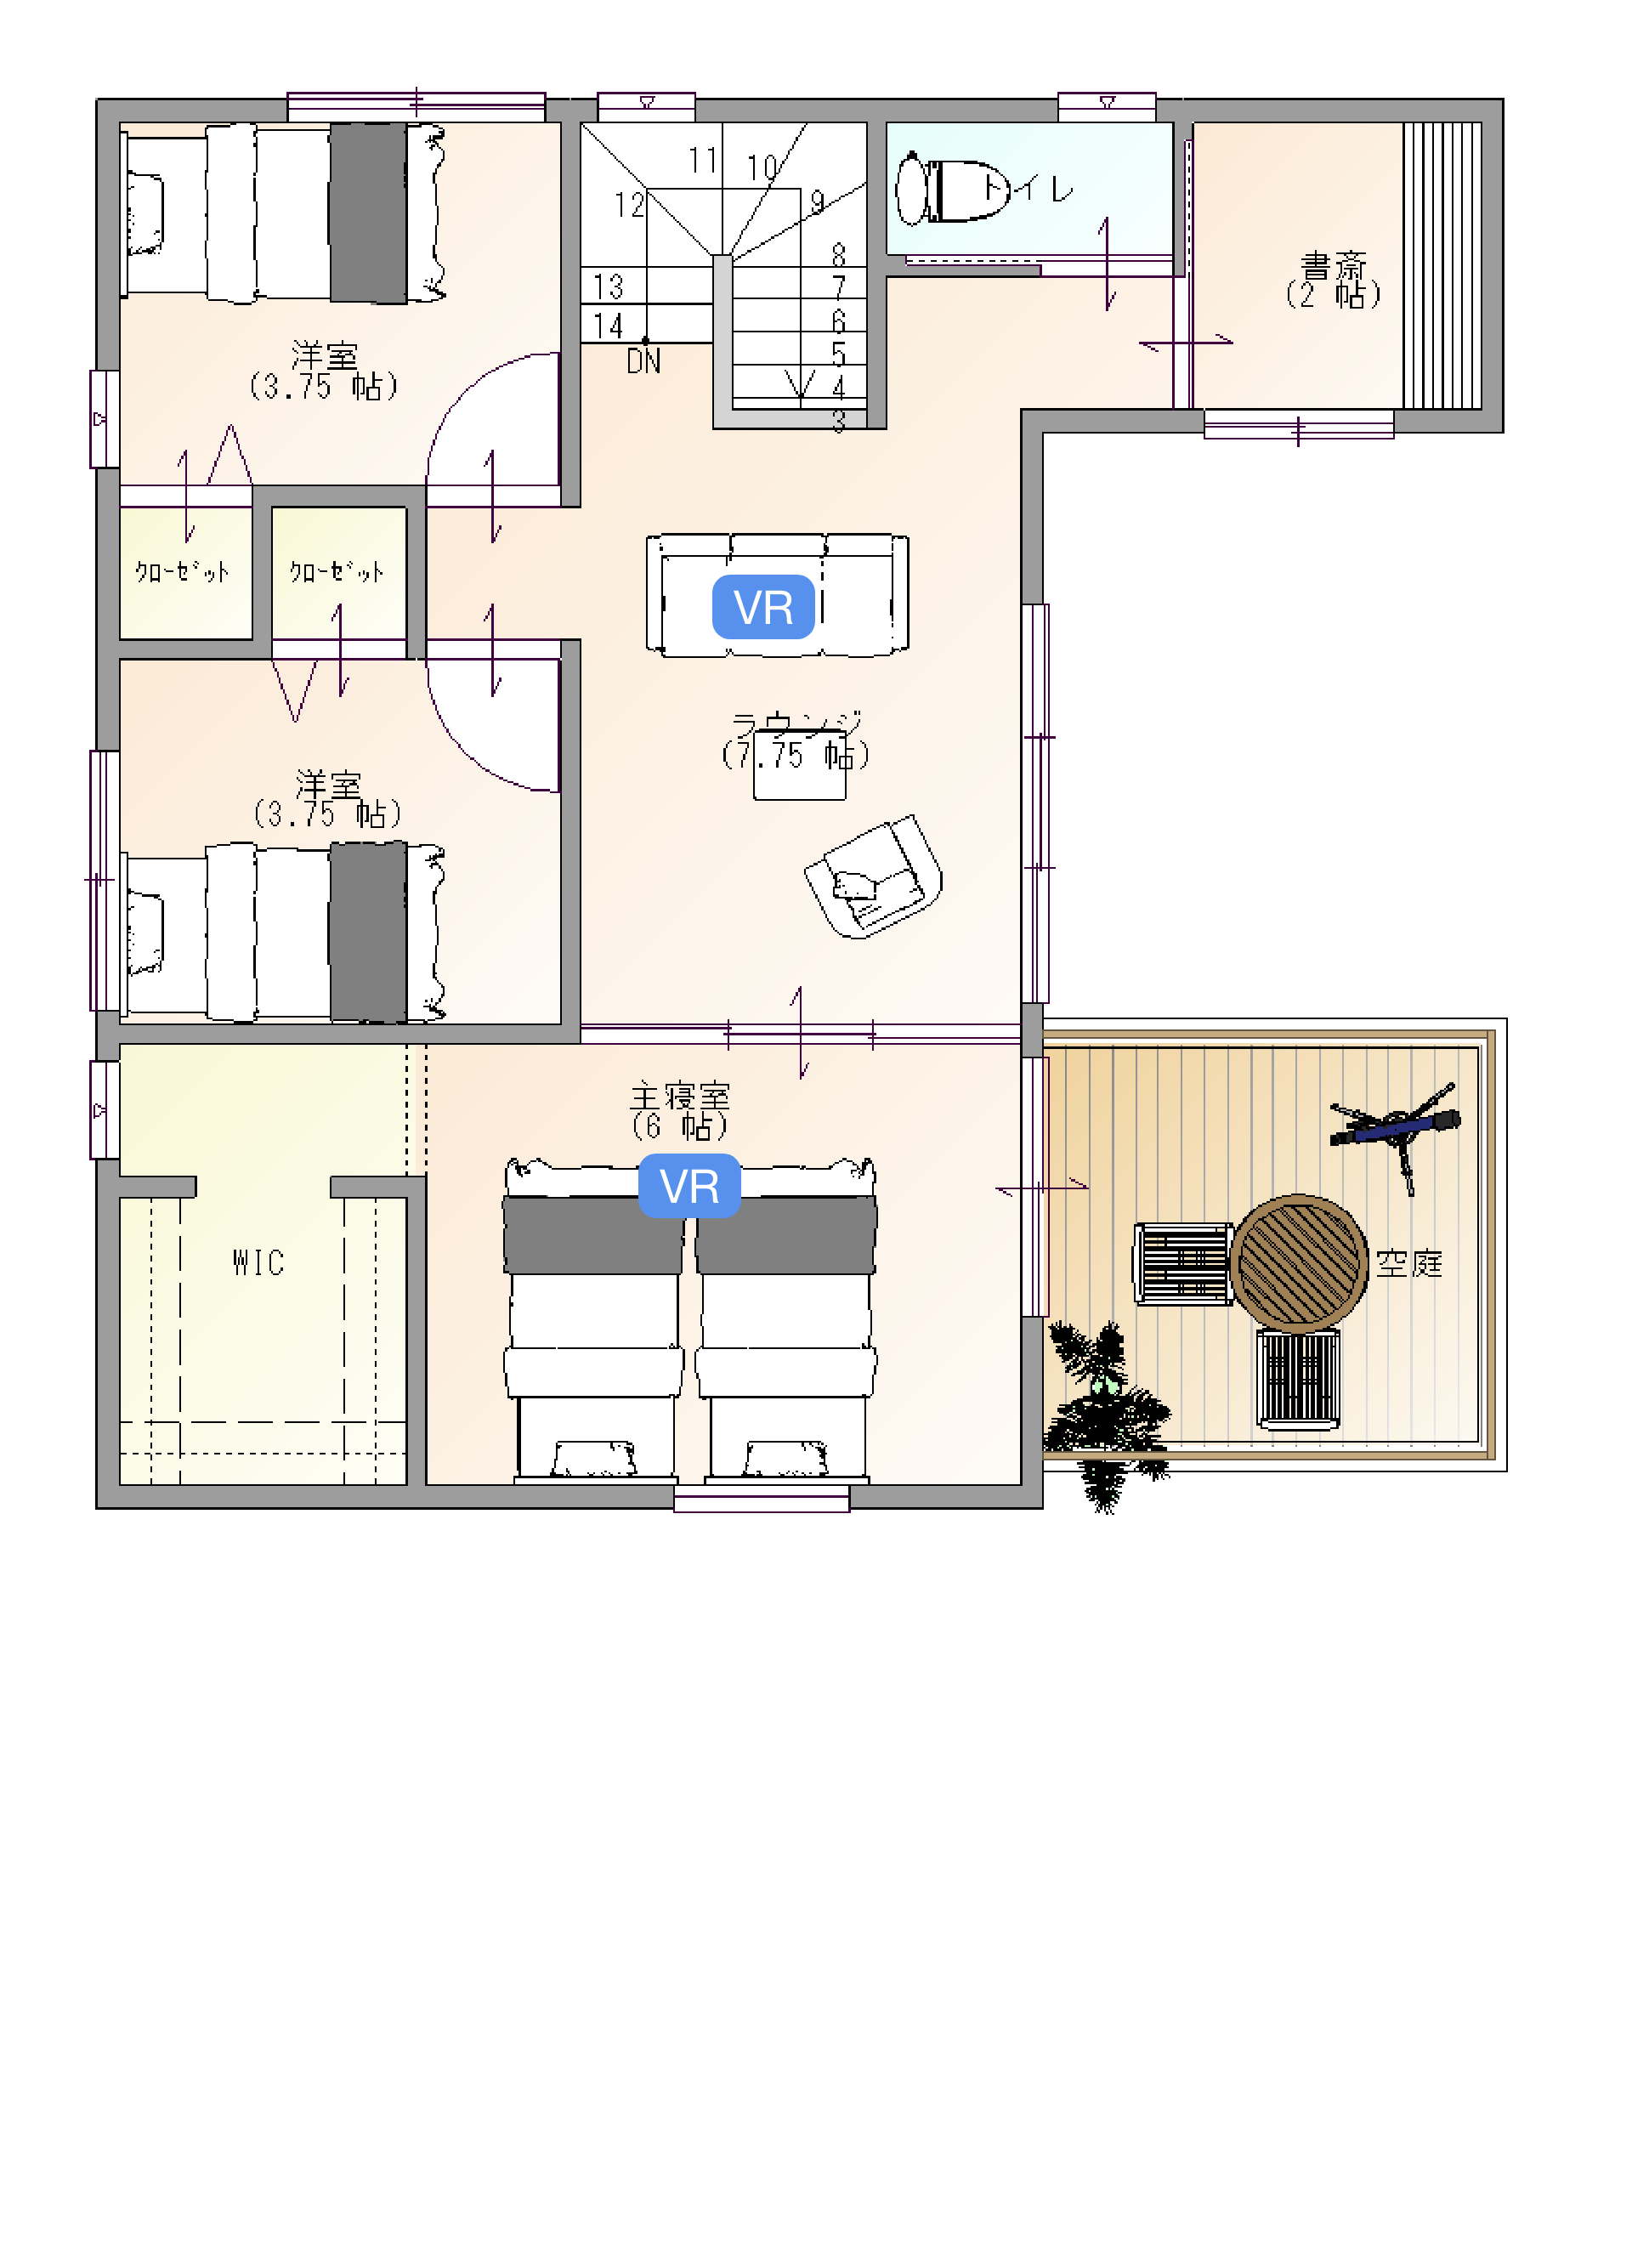 11
10
12
9
トイレ
8
13
7
書斎
(2 帖)
14
6
洋室
(3.75 帖)
DN
5
4
3
クローゼット
クローゼット
VR
ラウンジ
(7.75 帖)
洋室
(3.75 帖)
主寝室
(6 帖)
VR
WIC
空庭